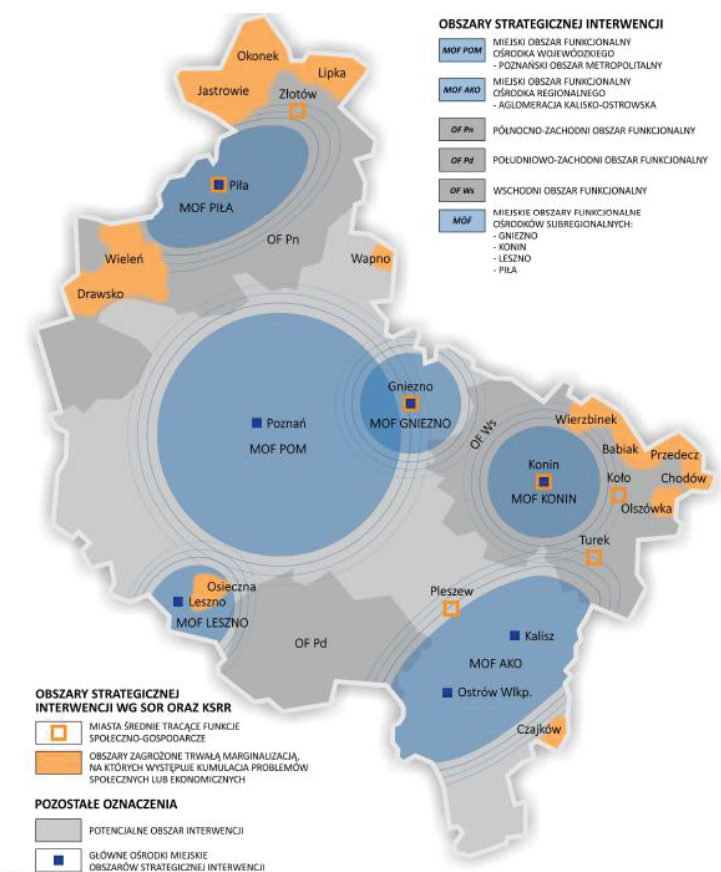 OBSZARY STRATEGICZNEJ INTERWENCJI
MOF POM
MIEJSKI OBSZAR FUNKCJONALNY
OŚRODKA WOJEWÓDZKIEGO
- POZNAŃSKI OBSZAR METROPOLITALNY
MOF AKO
MIEJSKI OBSZAR FUNKCJONALNY
OŚRODKA REGIONALNEGO
- AGLOMERACJA KALISKO-OSTROWSKA
OF Pn
PÓŁNOCNO-ZACHODNI OBSZAR FUNKCJONALNY
OF Pd
POŁUDNIOWO-ZACHODNI OBSZAR FUNKCJONALNY
OF Ws
WSCHODNI OBSZAR FUNKCJONALNY
MOF
MIEJSKIE OBSZARY FUNKCJONALNE
OŚRODKÓW SUBREGIONALNYCH:
- GNIEZNO
- KONIN
- LESZNO
- PIŁA
Okonek
Lipka
Jastrowie
Złotów
Piła
MOF PIŁA
OF Pn
Wieleń
Wapno
Drawsko
Gniezno
Poznań
MOF GNIEZNO
MOF POM
OF Ws
Wierzbinek
Babiak
Przedecz
Konin
Koło
Chodów
MOF KONIN
Olszówka
Turek
Osieczna
Leszno
MOF LESZNO
Pleszew
OF Pd
Kalisz
MOF AKO
Ostrów Wlkp.
Czajków
OBSZARY STRATEGICZNEJ
INTERWENCJI WG SOR ORAZ KSRR
MIASTA ŚREDNIE TRACĄCE FUNKCJE
SPOŁECZNO-GOSPODARCZE
OBSZARY ZAGROŻONE TRWAŁĄ MARGINALIZACJĄ,
NA KTÓRYCH WYSTĘPUJE KUMULACJA PROBLEMÓW
SPOŁECZNYCH LUB EKONOMICZNYCH
POZOSTAŁE OZNACZENIA
POTENCJALNE OBSZAR INTERWENCJI
GŁÓWNE OŚRODKI MIEJSKIE
OBSZARÓW STRATEGICZNEJ INTERWENCJI